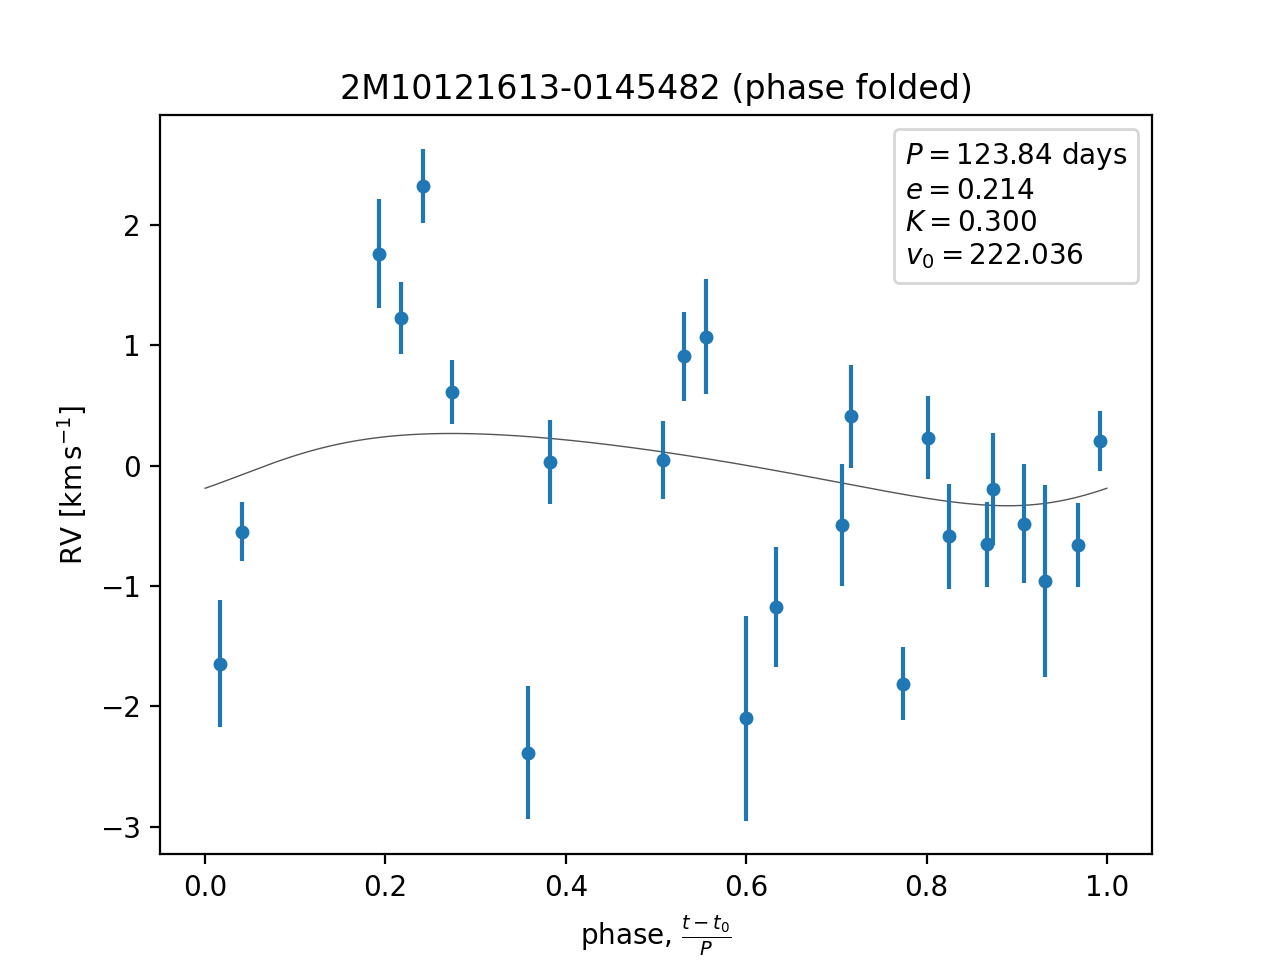 2M10121613-0145482 (phase folded)
P = 123.84 days
e = 0.214
K = 0.300
v₀ = 222.036
RV [km s⁻¹]
2
1
0
−1
−2
−3
0.0 0.2 0.4 0.6 0.8 1.0
phase, (t − t₀)/P